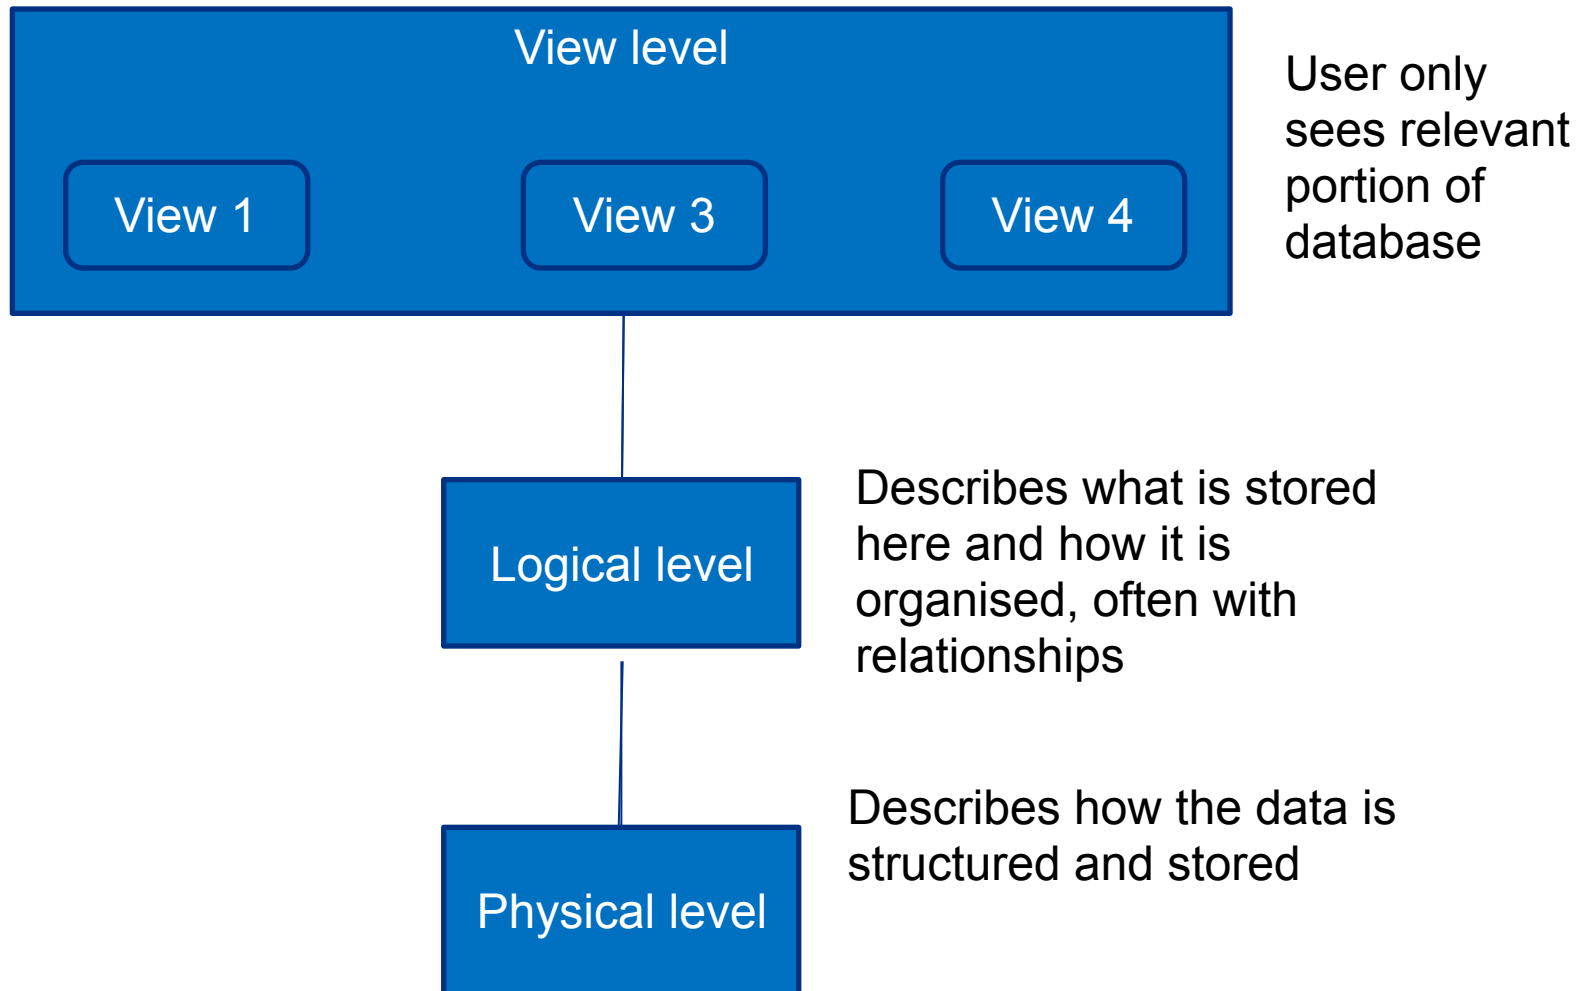 View level
View 1
View 3
View 4
User only
sees relevant
portion of
database
Logical level
Describes what is stored
here and how it is
organised, often with
relationships
Physical level
Describes how the data is
structured and stored